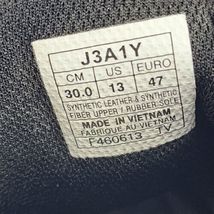 J3A1Y
CM US EURO
30.0 13 47
SYNTHETIC LEATHER & SYNTHETIC
FIBER UPPER / RUBBER SOLE
MADE IN VIETNAM
FABRIQUE AU VIETNAM
F460613 TV